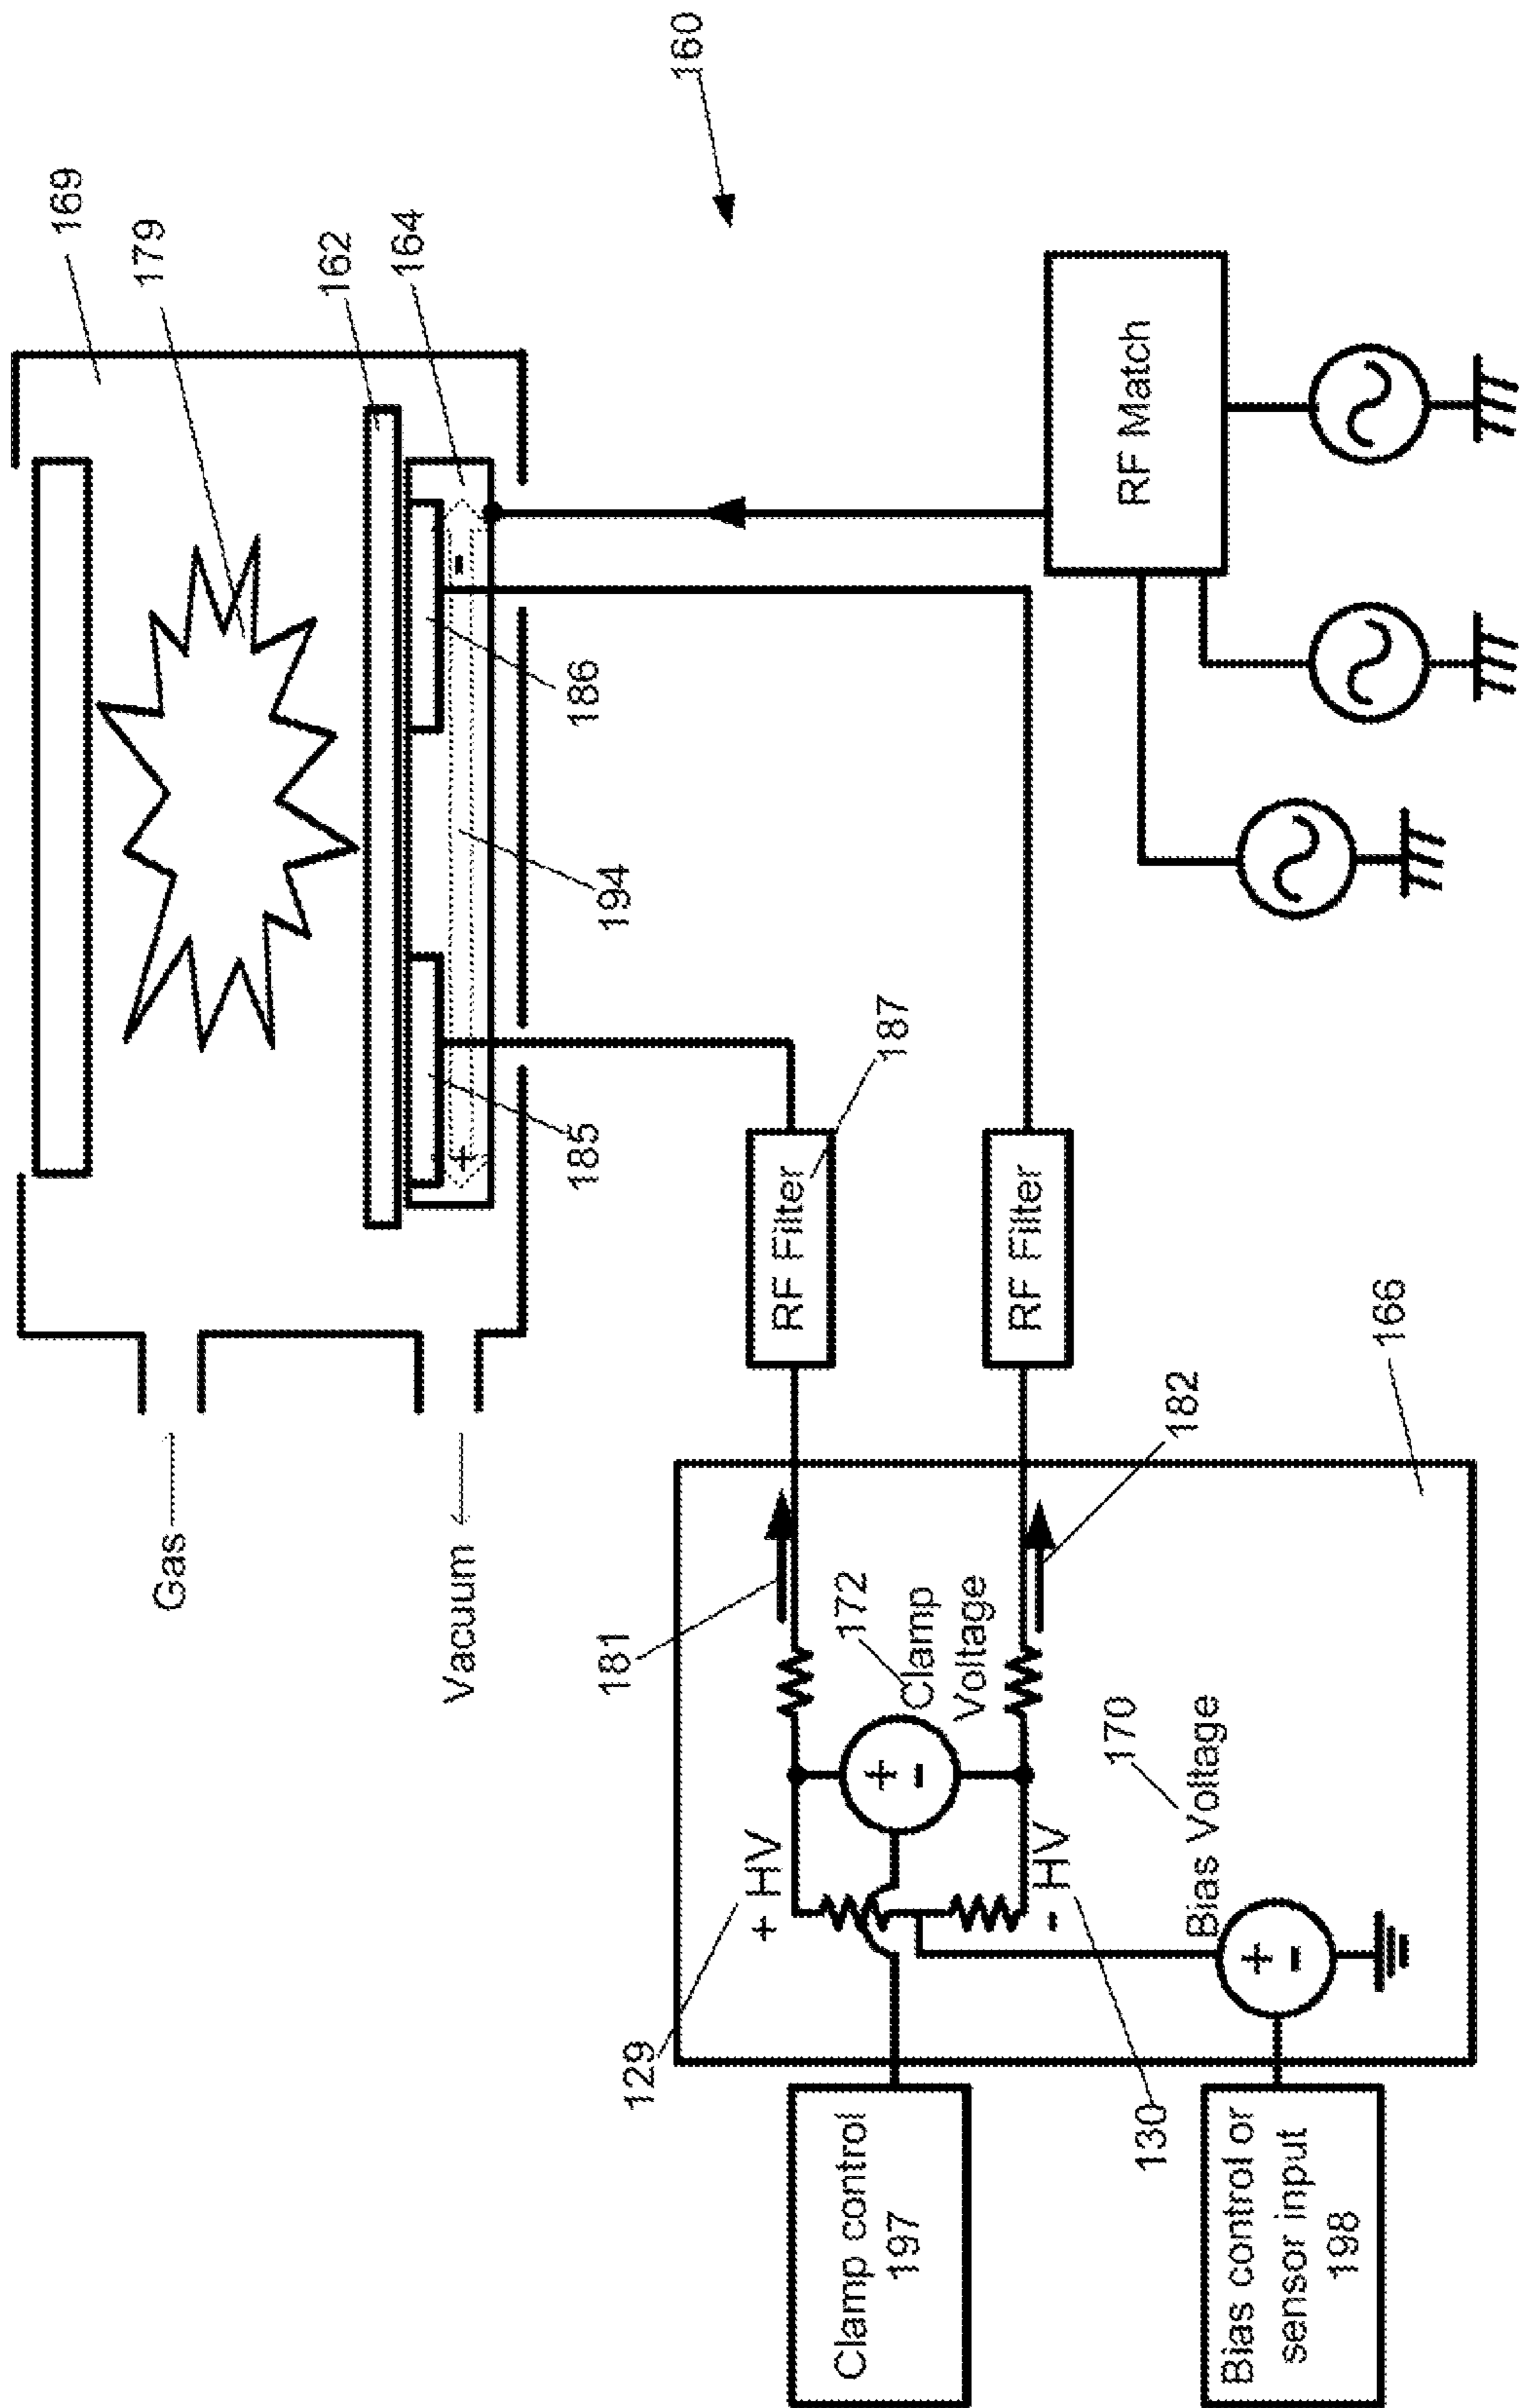 160
169
179
162
164
186
194
185
Gas
Vacuum
187
RF Filter
RF Filter
RF Match
181
182
166
172
Clamp
Voltage
170
Bias Voltage
+ HV
- HV
129
130
+
-
+
-
+
-
Clamp control
197
Bias control or
sensor input
198